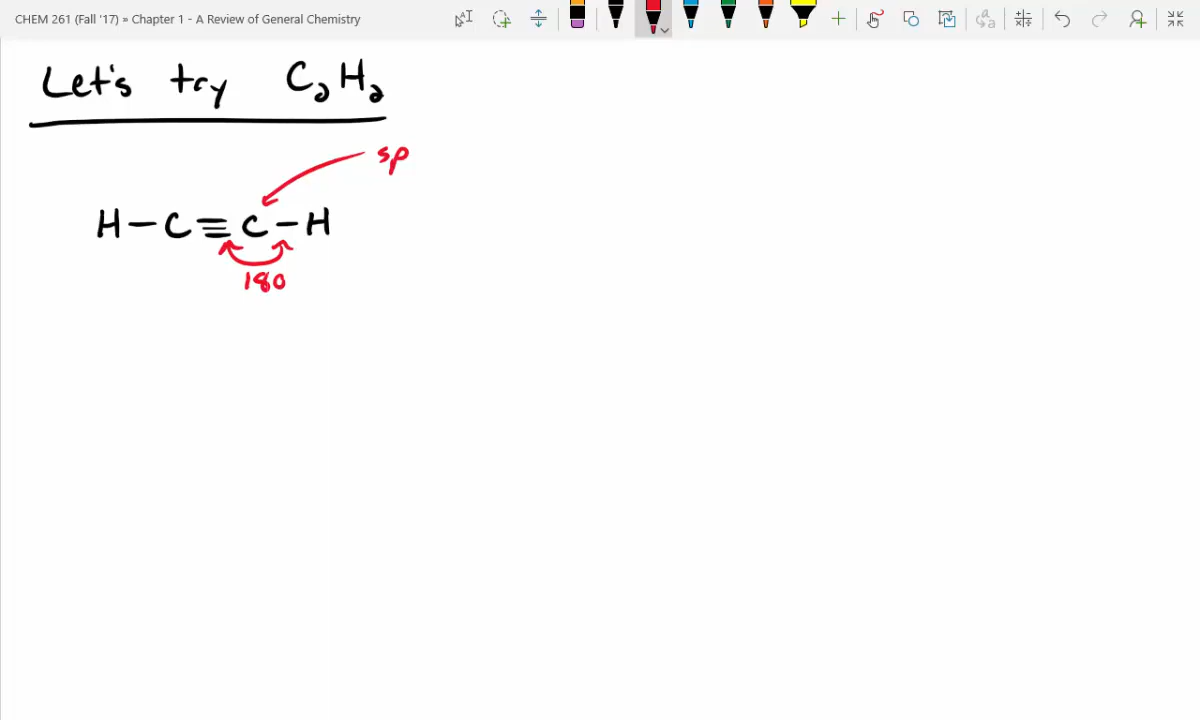 CHEM 261 (Fall '17) » Chapter 1 - A Review of General Chemistry
Let's try C₂H₂
sp
H-C≡C-H
180